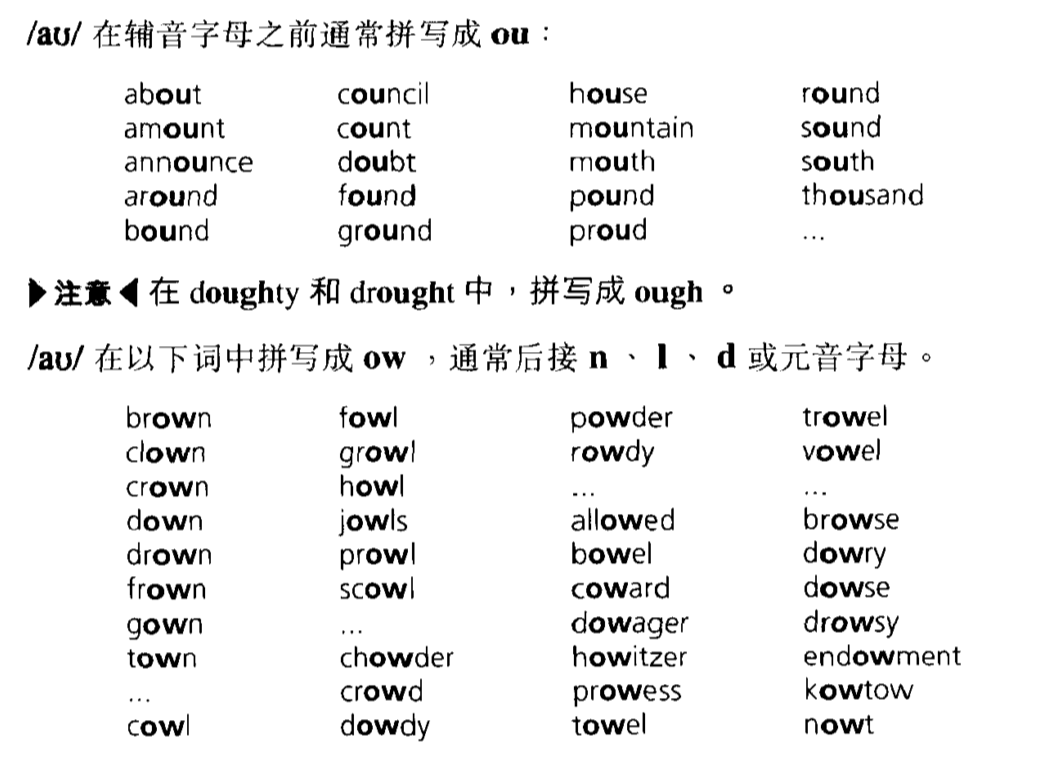 /aʊ/ 在辅音字母之前通常拼写成 ou：
about council house round
amount count mountain sound
announce doubt mouth south
around found pound thousand
bound ground proud ...
▶注意◀ 在 doughty 和 drought 中，拼写成 ough 。
/aʊ/ 在以下词中拼写成 ow ，通常后接 n 、 l 、 d 或元音字母。
brown fowl powder trowel
clown growl rowdy vowel
crown howl ... ...
down jowls allowed browse
drown prowl bowel dowry
frown scowl coward dowse
gown ... dowager drowsy
town chowder howitzer endowment
... crowd prowess kowtow
cowl dowdy towel nowt